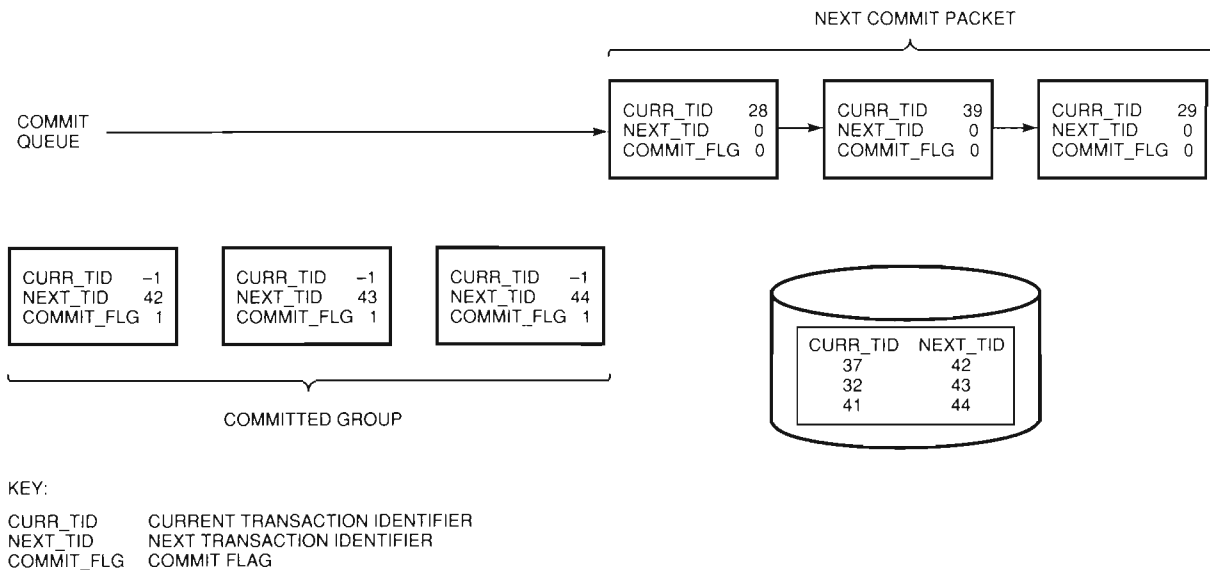 NEXT COMMIT PACKET
COMMIT
QUEUE
CURR_TID 28
NEXT_TID 0
COMMIT_FLG 0
CURR_TID 39
NEXT_TID 0
COMMIT_FLG 0
CURR_TID 29
NEXT_TID 0
COMMIT_FLG 0
CURR_TID –1
NEXT_TID 42
COMMIT_FLG 1
CURR_TID –1
NEXT_TID 43
COMMIT_FLG 1
CURR_TID –1
NEXT_TID 44
COMMIT_FLG 1
COMMITTED GROUP
CURR_TID NEXT_TID
37 42
32 43
41 44
KEY:
CURR_TID CURRENT TRANSACTION IDENTIFIER
NEXT_TID NEXT TRANSACTION IDENTIFIER
COMMIT_FLG COMMIT FLAG